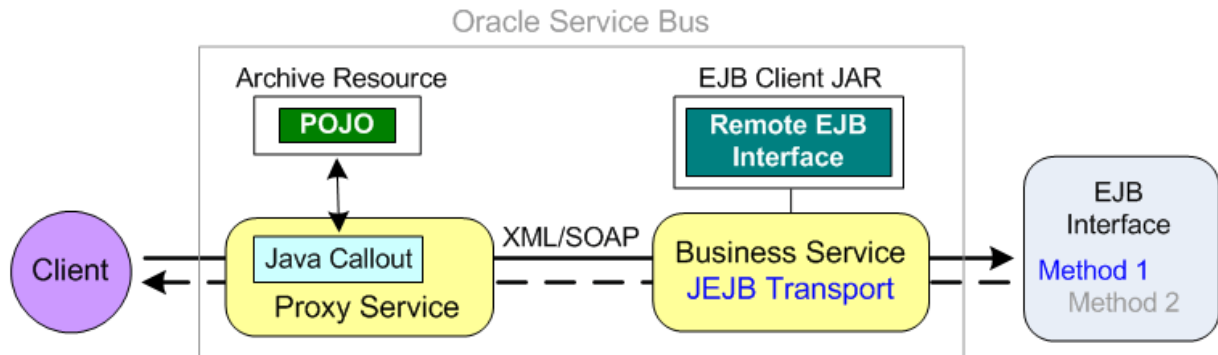 Oracle Service Bus
Archive Resource
POJO
EJB Client JAR
Remote EJB
Interface
Client
Java Callout
Proxy Service
XML/SOAP
Business Service
JEJB Transport
EJB
Interface
Method 1
Method 2